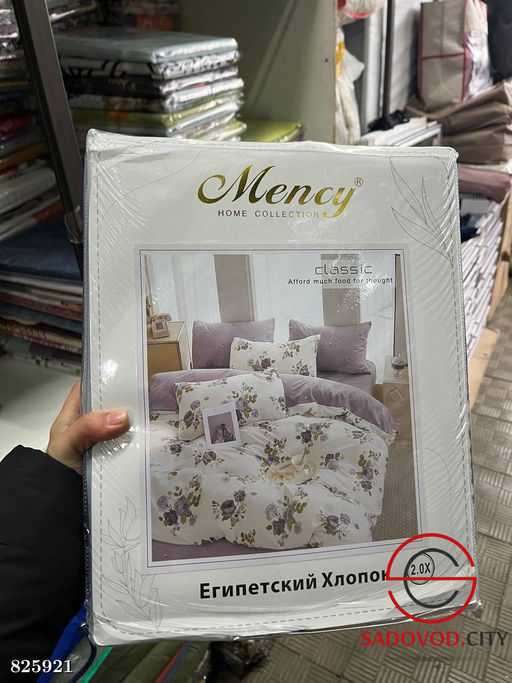 Mency®
HOME COLLECTION
classic
Afford much food for thought
Египетский Хлопок
2.0X
SADOVOD.CITY
825921